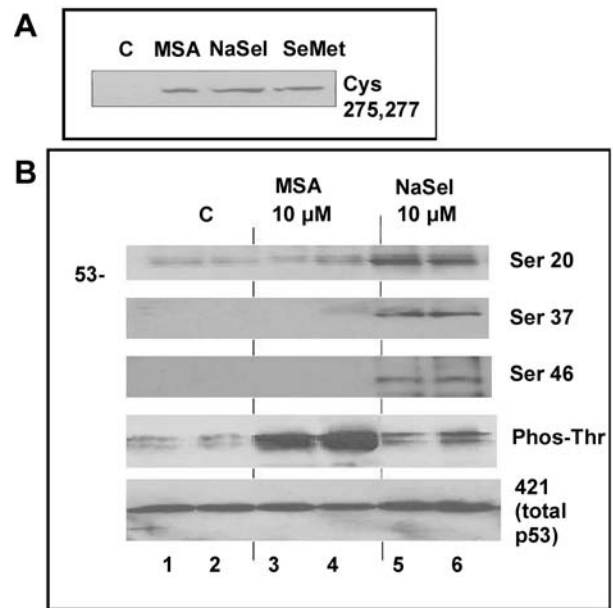 A
C MSA NaSel SeMet
Cys
275,277
B
MSA NaSel
C 10 µM 10 µM
53-
Ser 20
Ser 37
Ser 46
Phos-Thr
421
(total
p53)
1 2 3 4 5 6